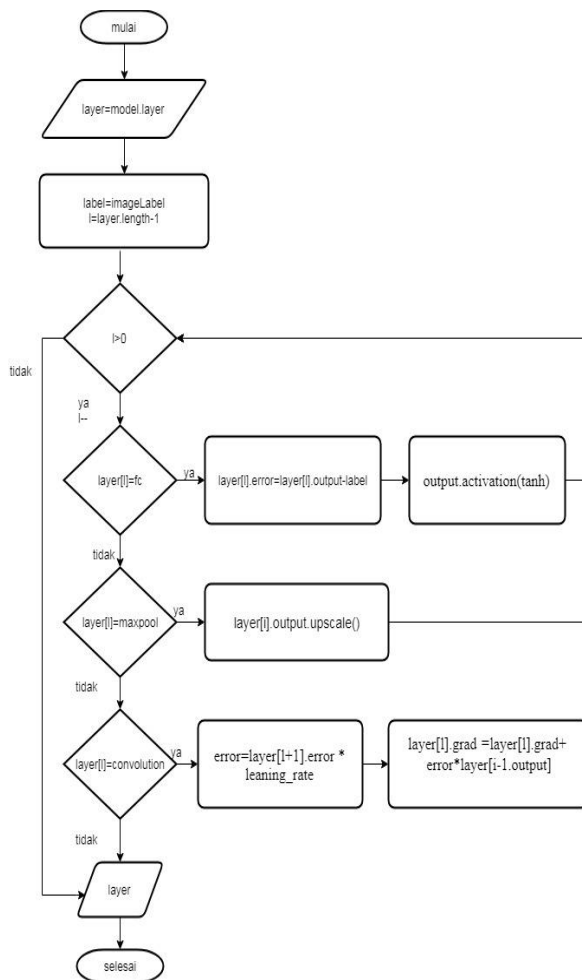 mulai
layer=model.layer
label=imageLabel
l=layer.length-1
l>0
tidak
ya
l--
layer[l]=fc
ya
layer[l].error=layer[l].output-label
output.activation(tanh)
tidak
layer[l]=maxpool
ya
layer[i].output.upscale()
tidak
layer[l]=convolution
ya
error=layer[l+1].error *
leaning_rate
layer[l].grad =layer[l].grad+
error*layer[i-1.output]
tidak
layer
selesai